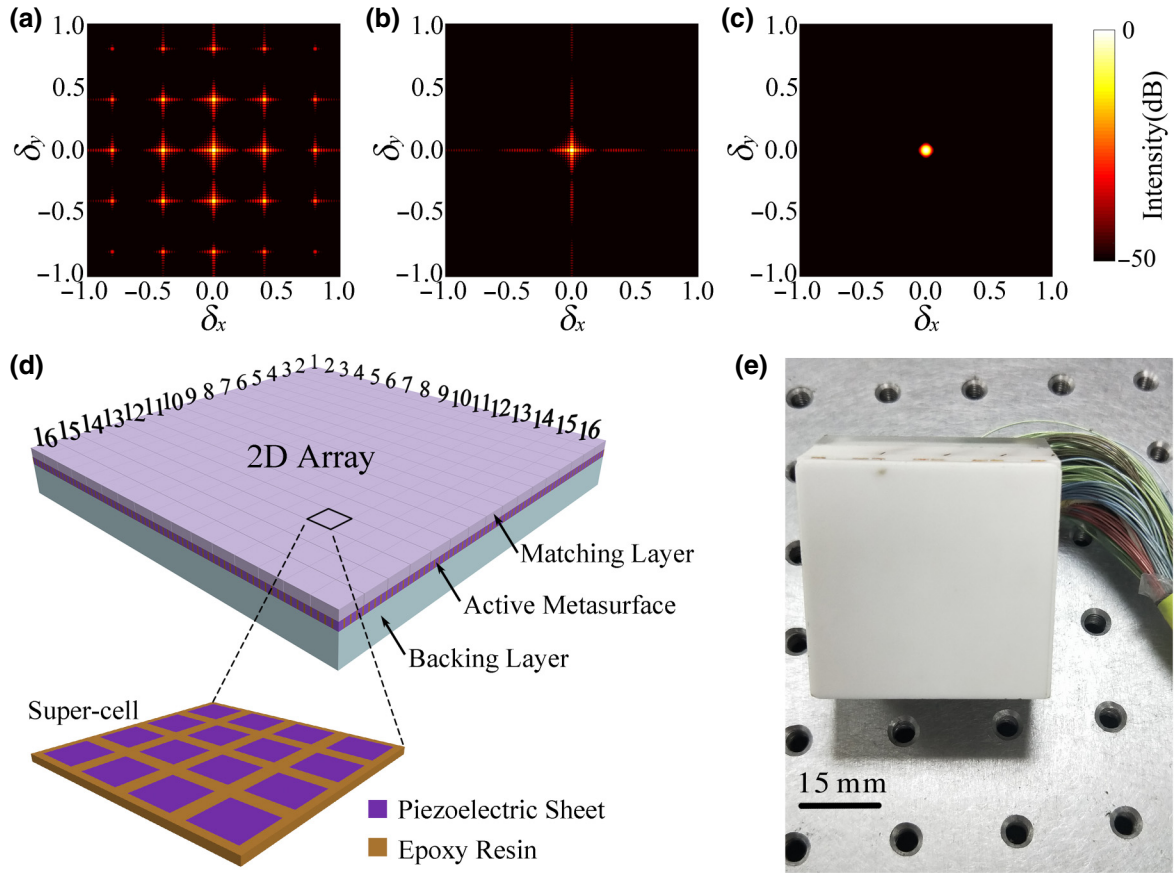 (a)
1.0
0.5
0.0
−0.5
−1.0
δy
−1.0 −0.5 0.0 0.5 1.0
δx
(b)
1.0
0.5
0.0
−0.5
−1.0
δy
−1.0 −0.5 0.0 0.5 1.0
δx
(c)
1.0
0.5
0.0
−0.5
−1.0
δy
−1.0 −0.5 0.0 0.5 1.0
δx
0
−50
Intensity(dB)
(d)
16 15 14 13 12 11 10 9 8 7 6 5 4 3 2 1 2 3 4 5 6 7 8 9 10 11 12 13 14 15 16
2D Array
Matching Layer
Active Metasurface
Backing Layer
Super-cell
Piezoelectric Sheet
Epoxy Resin
(e)
15 mm